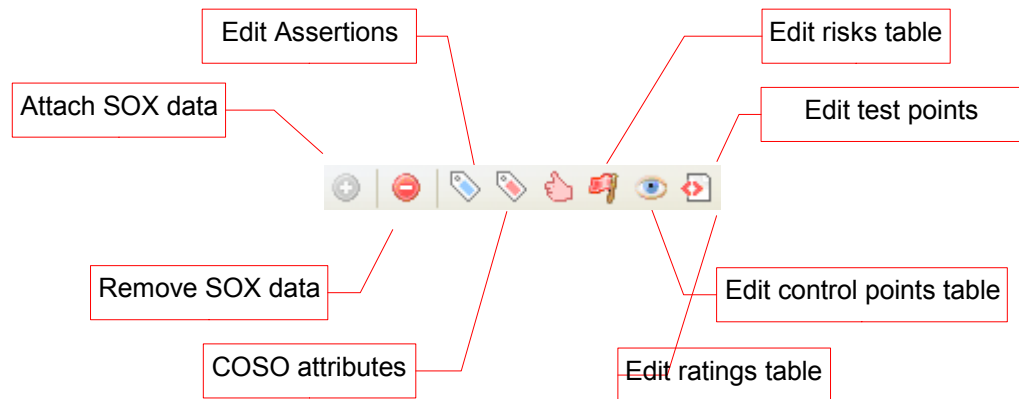 Edit Assertions
Edit risks table
Attach SOX data
Edit test points
Remove SOX data
Edit control points table
COSO attributes
Edit ratings table